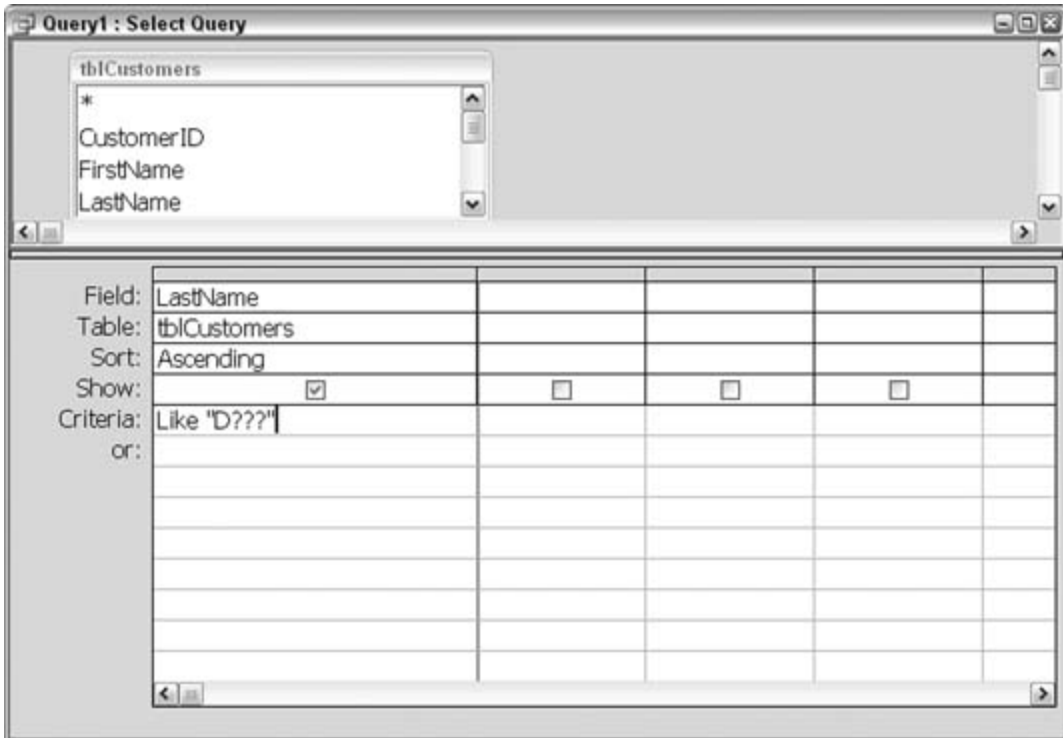 Query1 : Select Query
tblCustomers
*
CustomerID
FirstName
LastName
Field: LastName
Table: tblCustomers
Sort: Ascending
Show:
Criteria: Like "D???"
or: